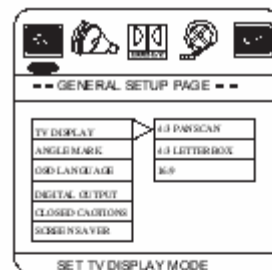 -- GENERAL SETUP PAGE --
TV DISPLAY
4:3 PANSCAN
ANGLE MARK
4:3 LETTERBOX
OSD LANGUAGE
16:9
DIGITAL OUTPUT
CLOSED CAOTIONS
SCREEN SAVER
SET TV DISPLAY MODE